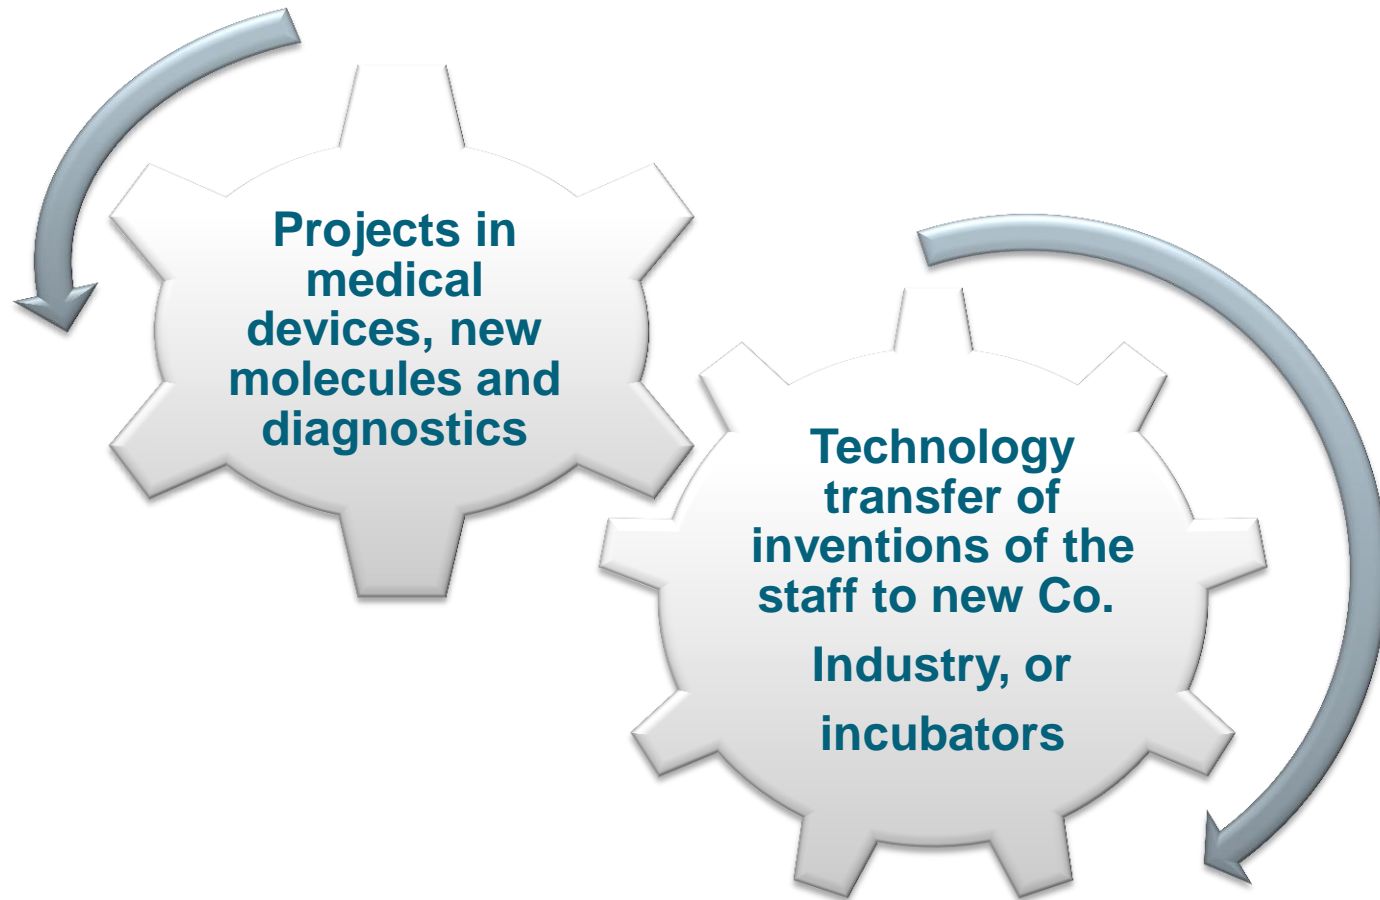 Projects in
medical
devices, new
molecules and
diagnostics
Technology
transfer of
inventions of the
staff to new Co.
Industry, or
incubators